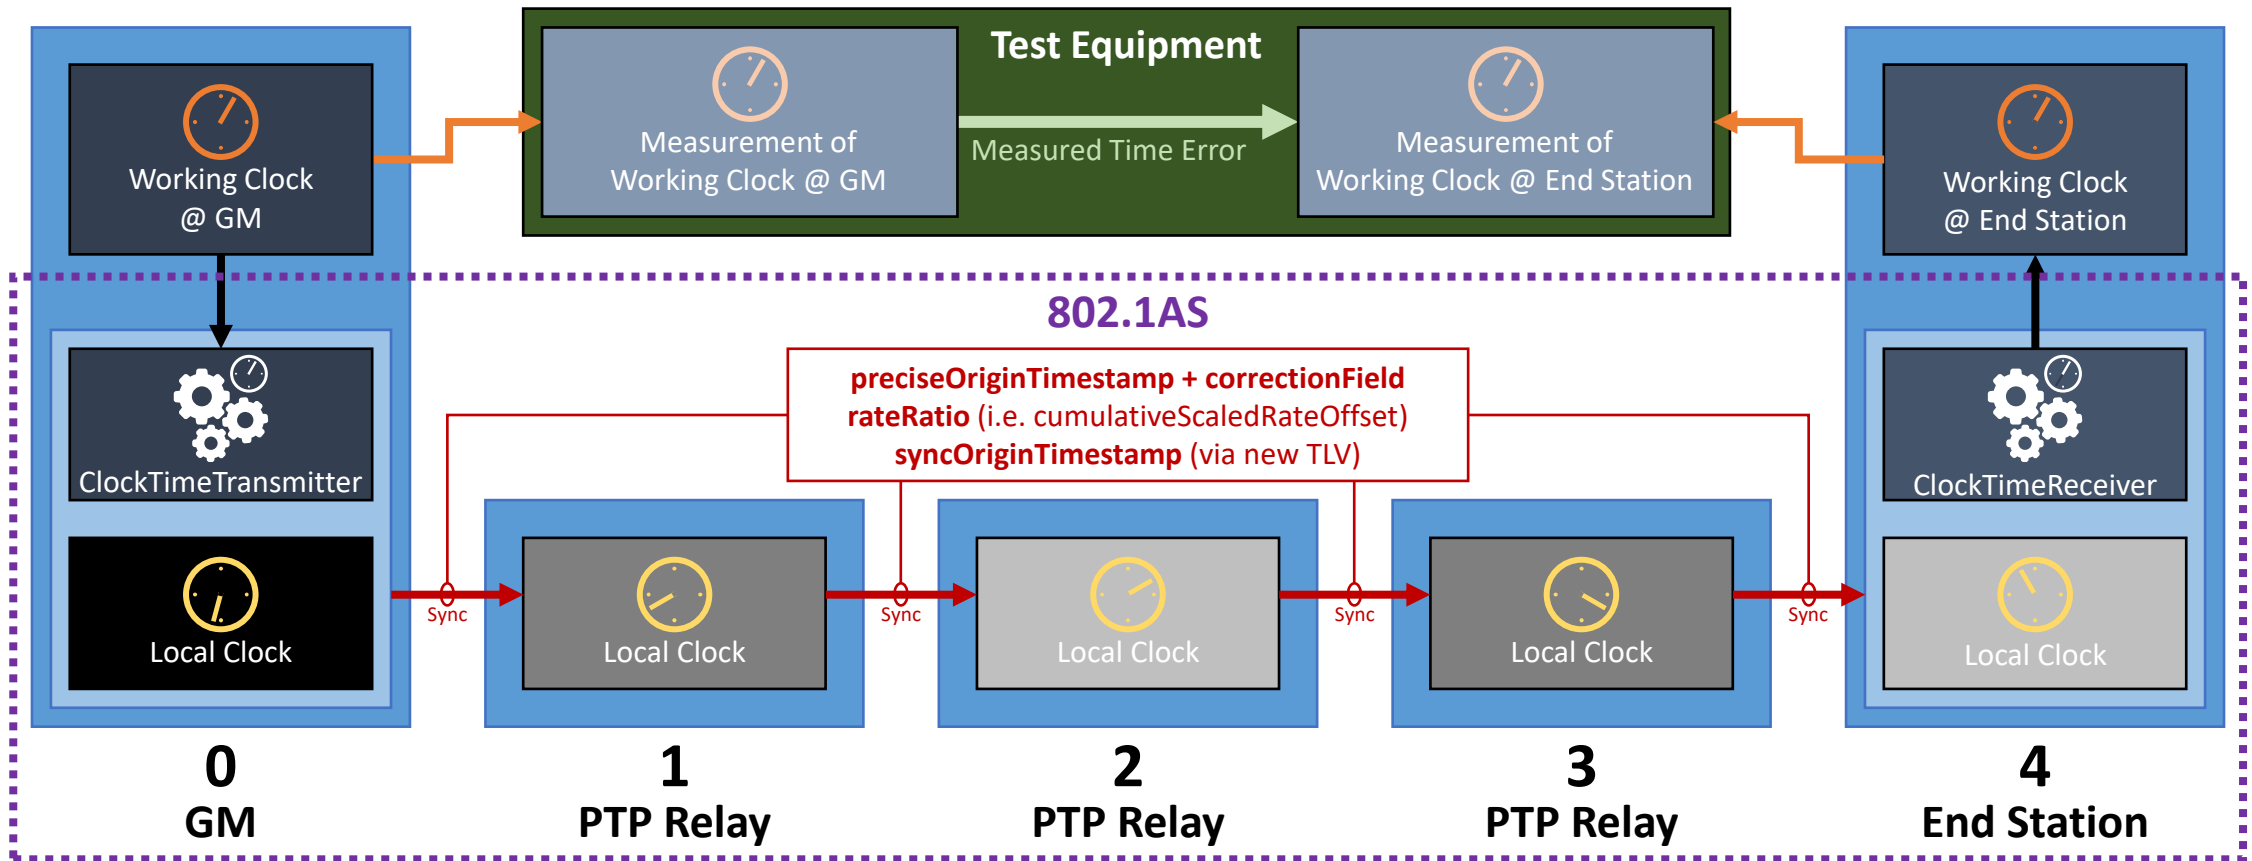 Test Equipment
Working Clock
@ GM
Measurement of
Working Clock @ GM
Measured Time Error
Measurement of
Working Clock @ End Station
Working Clock
@ End Station
802.1AS
preciseOriginTimestamp + correctionField
rateRatio (i.e. cumulativeScaledRateOffset)
syncOriginTimestamp (via new TLV)
ClockTimeTransmitter
ClockTimeReceiver
Local Clock
Sync
Local Clock
Sync
Local Clock
Sync
Local Clock
Sync
Local Clock
0
GM
1
PTP Relay
2
PTP Relay
3
PTP Relay
4
End Station